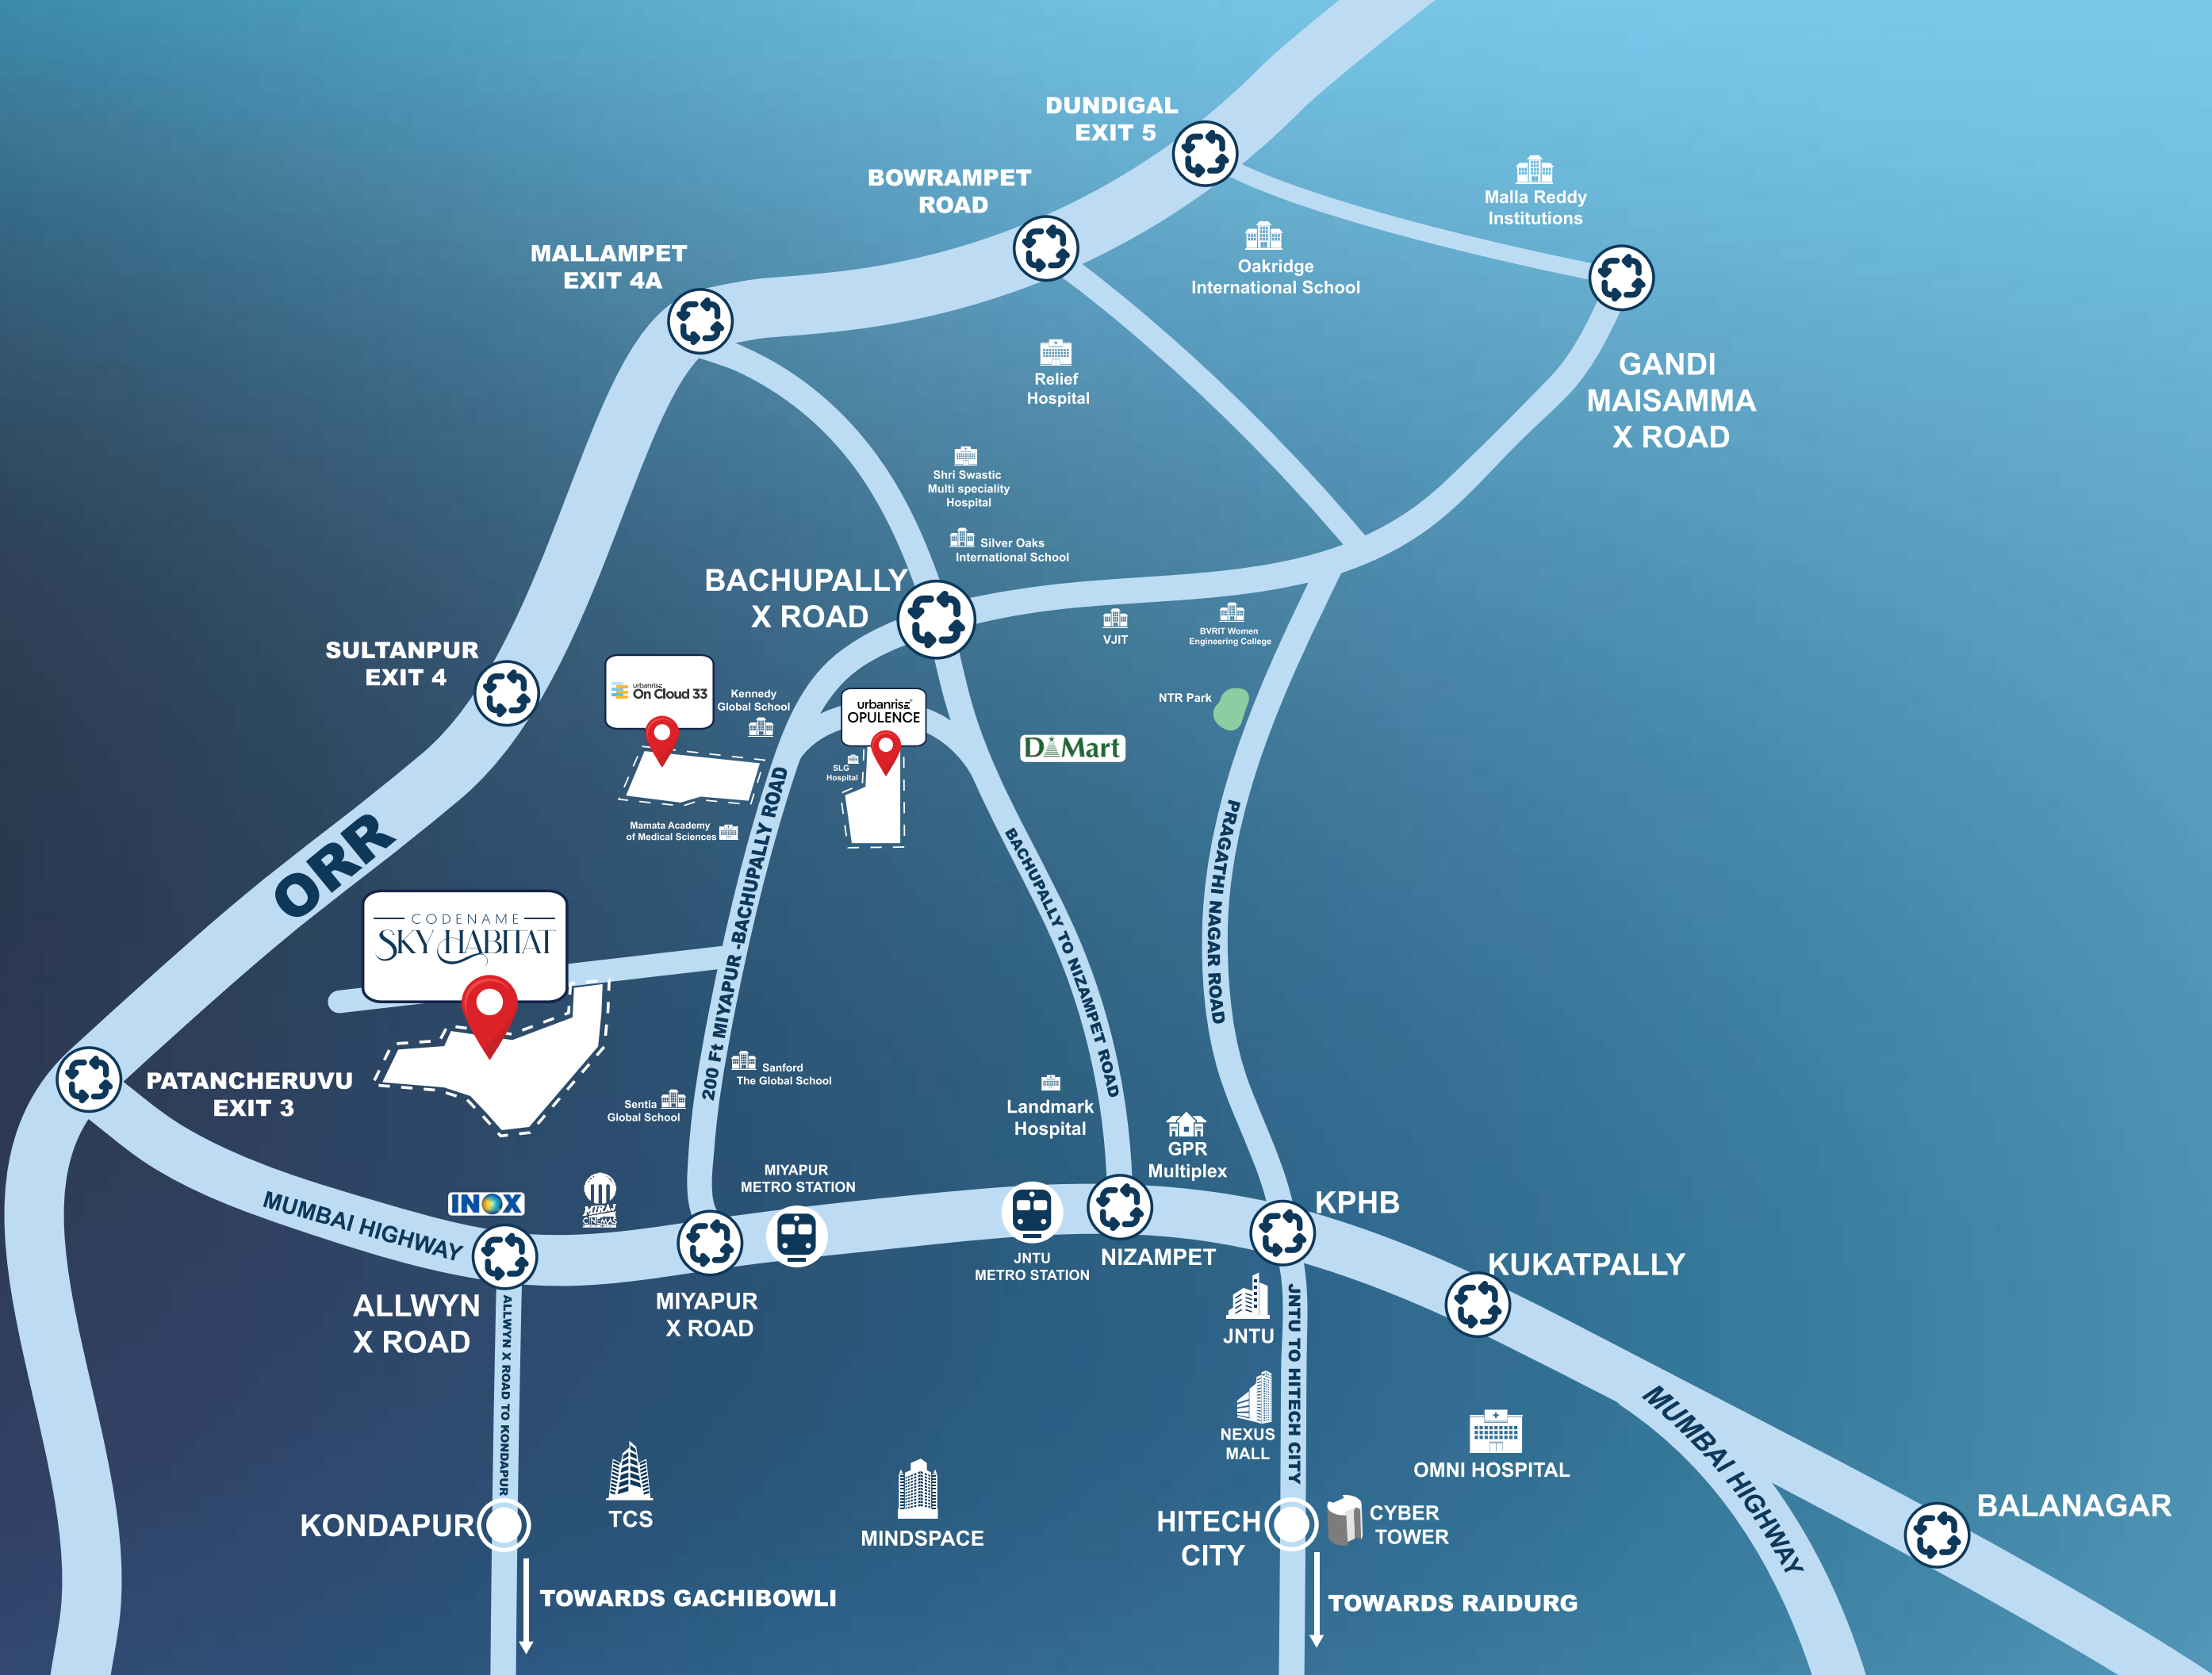 DUNDIGAL
EXIT 5
BOWRAMPET
ROAD
Malla Reddy
Institutions
MALLAMPET
EXIT 4A
Oakridge
International School
Relief
Hospital
GANDI
MAISAMMA
X ROAD
Shri Swastic
Multi speciality
Hospital
Silver Oaks
International School
BACHUPALLY
X ROAD
VJIT
BVRIT Women
Engineering College
SULTANPUR
EXIT 4
urbanrise
On Cloud 33
Kennedy
Global School
urbanrise
OPULENCE
NTR Park
DMart
SLG
Hospital
Mamata Academy
of Medical Sciences
ORR
200 Ft MIYAPUR -BACHUPALLY ROAD
BACHUPALLY TO NIZAMPET ROAD
PRAGATHI NAGAR ROAD
CODENAME
SKY HABITAT
PATANCHERUVU
EXIT 3
Sanford
The Global School
Sentia
Global School
Landmark
Hospital
GPR
Multiplex
MUMBAI HIGHWAY
INOX
MIRAJ
CINEMAS
MIYAPUR
METRO STATION
JNTU
METRO STATION
NIZAMPET
KPHB
KUKATPALLY
ALLWYN
X ROAD
MIYAPUR
X ROAD
ALLWYN X ROAD TO KONDAPUR
JNTU
JNTU TO HITECH CITY
NEXUS
MALL
MUMBAI HIGHWAY
OMNI HOSPITAL
KONDAPUR
TCS
MINDSPACE
HITECH
CITY
CYBER
TOWER
BALANAGAR
TOWARDS GACHIBOWLI
TOWARDS RAIDURG